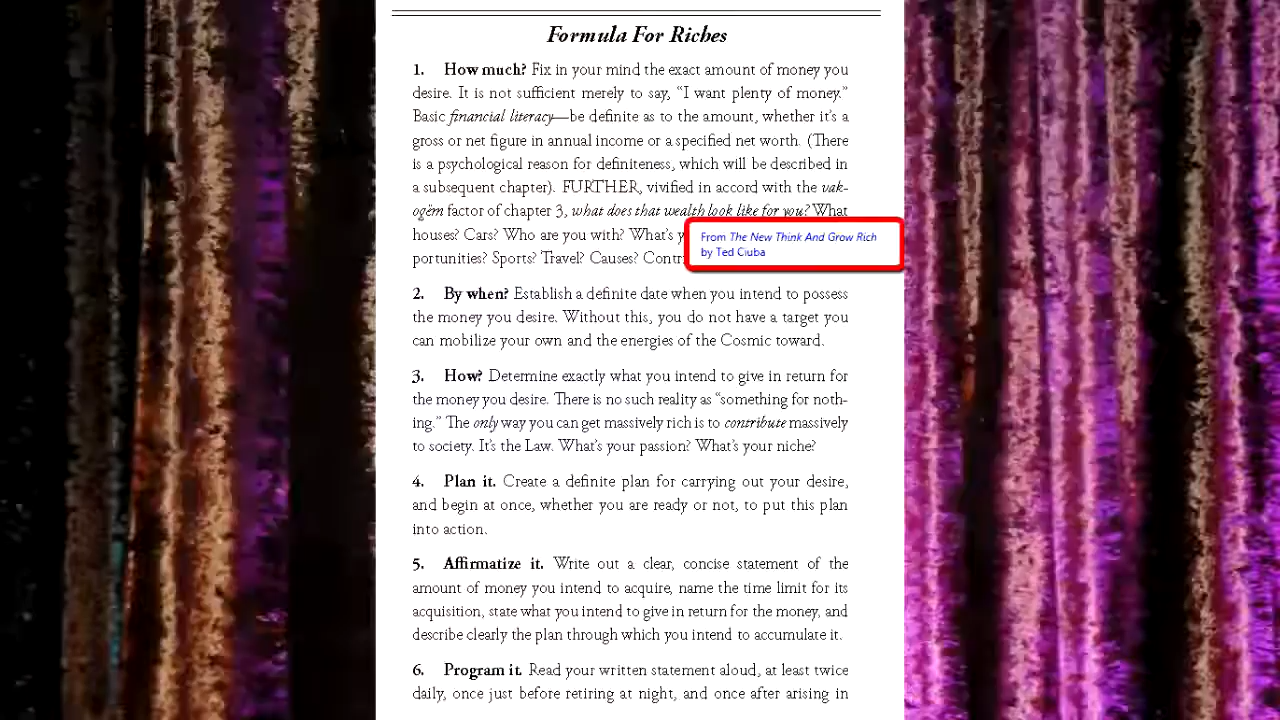 Formula For Riches
1. How much? Fix in your mind the exact amount of money you
desire. It is not sufficient merely to say, “I want plenty of money.”
Basic financial literacy—be definite as to the amount, whether it’s a
gross or net figure in annual income or a specified net worth. (There
is a psychological reason for definiteness, which will be described in
a subsequent chapter). FURTHER, vivified in accord with the vak-
ogëm factor of chapter 3, what does that wealth look like for you? What
houses? Cars? Who are you with? What’s
portunities? Sports? Travel? Causes?
From The New Think And Grow Rich
by Ted Ciuba
2. By when? Establish a definite date when you intend to possess
the money you desire. Without this, you do not have a target you
can mobilize your own and the energies of the Cosmic toward.
3. How? Determine exactly what you intend to give in return for
the money you desire. There is no such reality as “something for noth-
ing.” The only way you can get massively rich is to contribute massively
to society. It’s the Law. What’s your passion? What’s your niche?
4. Plan it. Create a definite plan for carrying out your desire,
and begin at once, whether you are ready or not, to put this plan
into action.
5. Affirmatize it. Write out a clear, concise statement of the
amount of money you intend to acquire, name the time limit for its
acquisition, state what you intend to give in return for the money, and
describe clearly the plan through which you intend to accumulate it.
6. Program it. Read your written statement aloud, at least twice
daily, once just before retiring at night, and once after arising in